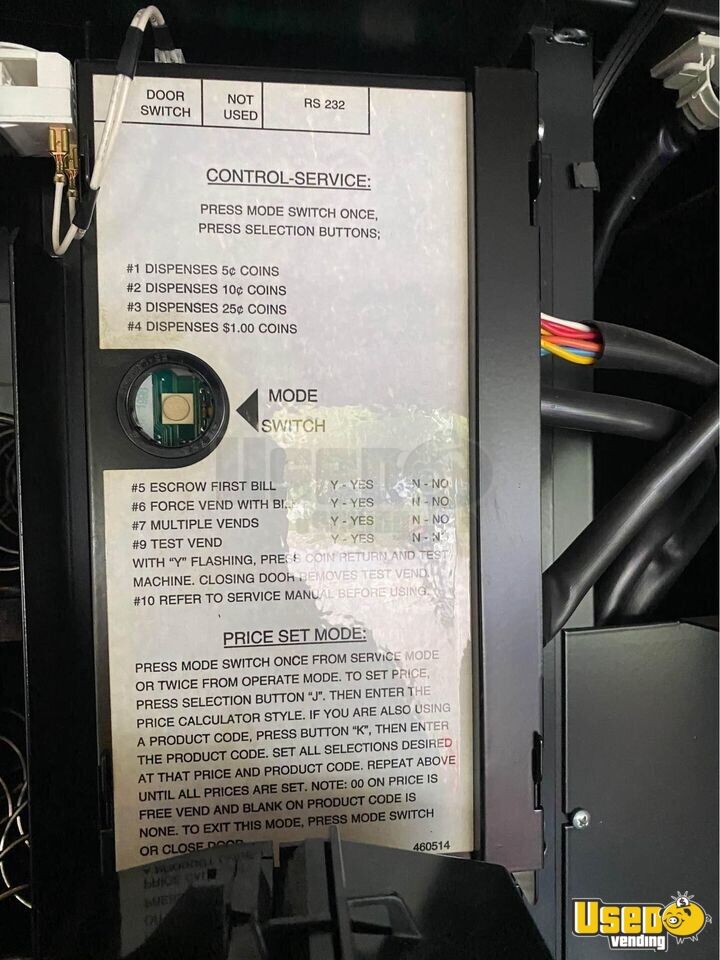 DOOR SWITCH
NOT USED
RS 232
CONTROL-SERVICE:
PRESS MODE SWITCH ONCE,
PRESS SELECTION BUTTONS;
#1 DISPENSES 5¢ COINS
#2 DISPENSES 10¢ COINS
#3 DISPENSES 25¢ COINS
#4 DISPENSES $1.00 COINS
MODE
SWITCH
#5 ESCROW FIRST BILL Y - YES N - NO
#6 FORCE VEND WITH Y - YES N - NO
#7 MULTIPLE VENDS Y - YES N - NO
#9 TEST VEND Y - YES N -
WITH "Y" FLASHING, PRESS COIN RETURN AND TEST
MACHINE. CLOSING DOOR REMOVES TEST VEND.
#10 REFER TO SERVICE MANUAL BEFORE USING.
PRICE SET MODE:
PRESS MODE SWITCH ONCE FROM SERVICE MODE
OR TWICE FROM OPERATE MODE. TO SET PRICE,
PRESS SELECTION BUTTON "J". THEN ENTER THE
PRICE CALCULATOR STYLE. IF YOU ARE ALSO USING
A PRODUCT CODE, PRESS BUTTON "K", THEN ENTER
THE PRODUCT CODE. SET ALL SELECTIONS DESIRED
AT THAT PRICE AND PRODUCT CODE. REPEAT ABOVE
UNTIL ALL PRICES ARE SET. NOTE: 00 ON PRICE IS
FREE VEND AND BLANK ON PRODUCT CODE IS
NONE. TO EXIT THIS MODE, PRESS MODE SWITCH
OR CLOSE DOOR
460514
USED
vending